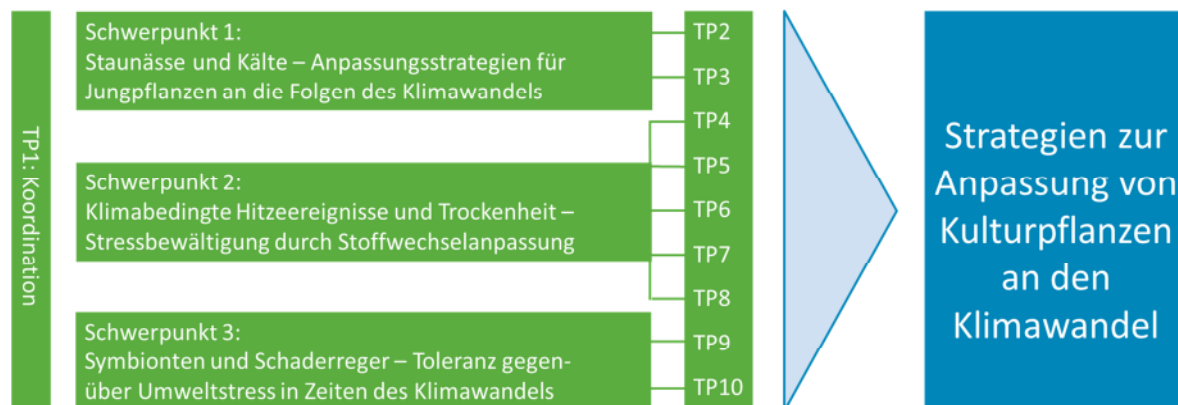 TP1: Koordination
Schwerpunkt 1:
Staunässe und Kälte – Anpassungsstrategien für
Jungpflanzen an die Folgen des Klimawandels
Schwerpunkt 2:
Klimabedingte Hitzeereignisse und Trockenheit –
Stressbewältigung durch Stoffwechselanpassung
Schwerpunkt 3:
Symbionten und Schaderreger – Toleranz gegen-
über Umweltstress in Zeiten des Klimawandels
TP2
TP3
TP4
TP5
TP6
TP7
TP8
TP9
TP10
Strategien zur
Anpassung von
Kulturpflanzen
an den
Klimawandel